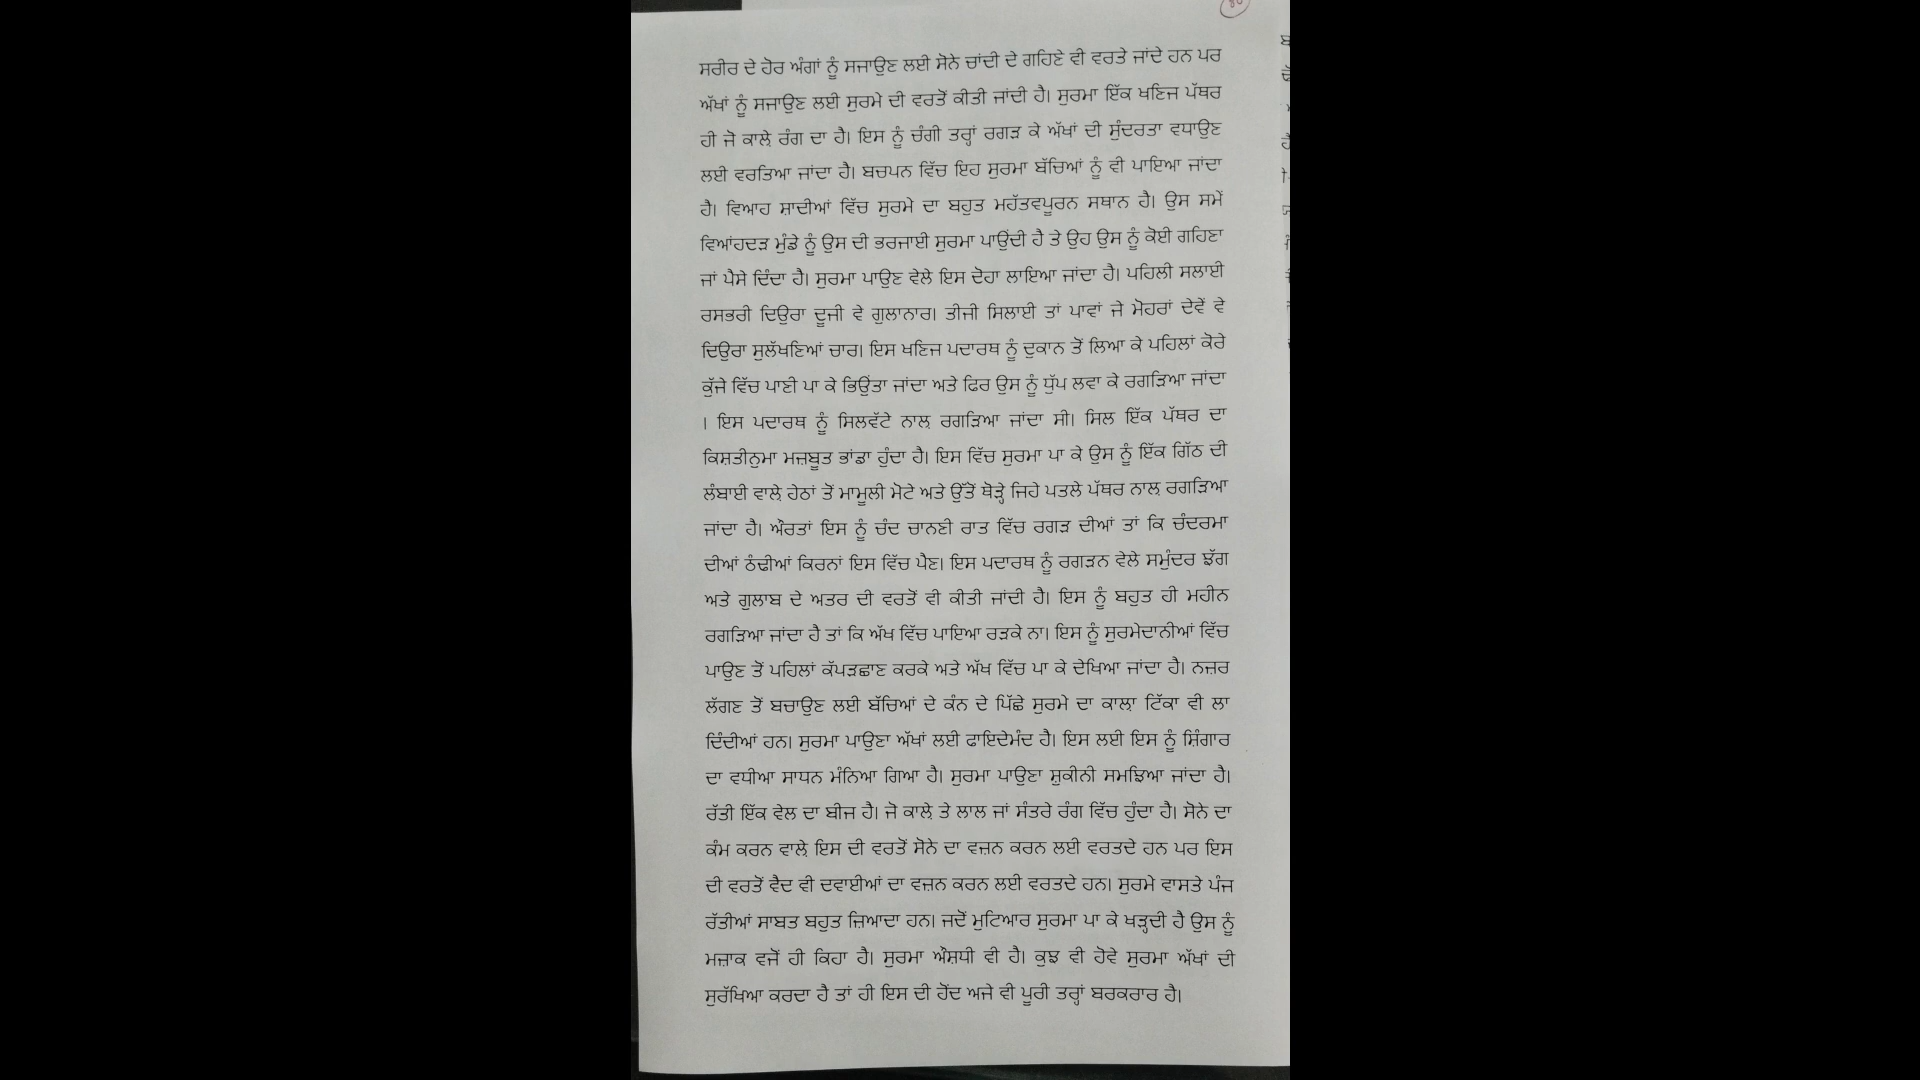 ਸਰੀਰ ਦੇ ਹੋਰ ਅੰਗਾਂ ਨੂੰ ਸਜਾਉਣ ਲਈ ਸੋਨੇ ਚਾਂਦੀ ਦੇ ਗਹਿਣੇ ਵੀ ਵਰਤੇ ਜਾਂਦੇ ਹਨ ਪਰ
ਅੱਖਾਂ ਨੂੰ ਸਜਾਉਣ ਲਈ ਸੁਰਮੇ ਦੀ ਵਰਤੋਂ ਕੀਤੀ ਜਾਂਦੀ ਹੈ। ਸੁਰਮਾ ਇੱਕ ਖਣਿਜ ਪੱਥਰ
ਹੀ ਜੋ ਕਾਲ਼ੇ ਰੰਗ ਦਾ ਹੈ। ਇਸ ਨੂੰ ਚੰਗੀ ਤਰ੍ਹਾਂ ਰਗੜ ਕੇ ਅੱਖਾਂ ਦੀ ਸੁੰਦਰਤਾ ਵਧਾਉਣ
ਲਈ ਵਰਤਿਆ ਜਾਂਦਾ ਹੈ। ਬਚਪਨ ਵਿੱਚ ਇਹ ਸੁਰਮਾ ਬੱਚਿਆਂ ਨੂੰ ਵੀ ਪਾਇਆ ਜਾਂਦਾ
ਹੈ। ਵਿਆਹ ਸ਼ਾਦੀਆਂ ਵਿੱਚ ਸੁਰਮੇ ਦਾ ਬਹੁਤ ਮਹੱਤਵਪੂਰਨ ਸਥਾਨ ਹੈ। ਉਸ ਸਮੇਂ
ਵਿਆਂਹਦੜ ਮੁੰਡੇ ਨੂੰ ਉਸ ਦੀ ਭਰਜਾਈ ਸੁਰਮਾ ਪਾਉਂਦੀ ਹੈ ਤੇ ਉਹ ਉਸ ਨੂੰ ਕੋਈ ਗਹਿਣਾ
ਜਾਂ ਪੈਸੇ ਦਿੰਦਾ ਹੈ। ਸੁਰਮਾ ਪਾਉਣ ਵੇਲੇ ਇਸ ਦੋਹਾ ਲਾਇਆ ਜਾਂਦਾ ਹੈ। ਪਹਿਲੀ ਸਲਾਈ
ਰਸਭਰੀ ਦਿਉਰਾ ਦੂਜੀ ਵੇ ਗੁਲਾਨਾਰ। ਤੀਜੀ ਸਿਲਾਈ ਤਾਂ ਪਾਵਾਂ ਜੇ ਮੋਹਰਾਂ ਦੇਵੇਂ ਵੇ
ਦਿਉਰਾ ਸੁਲੱਖਣਿਆਂ ਚਾਰ। ਇਸ ਖਣਿਜ ਪਦਾਰਥ ਨੂੰ ਦੁਕਾਨ ਤੋਂ ਲਿਆ ਕੇ ਪਹਿਲਾਂ ਕੋਰੇ
ਕੁੱਜੇ ਵਿੱਚ ਪਾਣੀ ਪਾ ਕੇ ਭਿਉਂਤਾ ਜਾਂਦਾ ਅਤੇ ਫਿਰ ਉਸ ਨੂੰ ਧੁੱਪ ਲਵਾ ਕੇ ਰਗੜਿਆ ਜਾਂਦਾ
। ਇਸ ਪਦਾਰਥ ਨੂੰ ਸਿਲਵੱਟੇ ਨਾਲ਼ ਰਗੜਿਆ ਜਾਂਦਾ ਸੀ। ਸਿਲ ਇੱਕ ਪੱਥਰ ਦਾ
ਕਿਸ਼ਤੀਨੁਮਾ ਮਜ਼ਬੂਤ ਭਾਂਡਾ ਹੁੰਦਾ ਹੈ। ਇਸ ਵਿੱਚ ਸੁਰਮਾ ਪਾ ਕੇ ਉਸ ਨੂੰ ਇੱਕ ਗਿੱਠ ਦੀ
ਲੰਬਾਈ ਵਾਲ਼ੇ ਹੇਠਾਂ ਤੋਂ ਮਾਮੂਲੀ ਮੋਟੇ ਅਤੇ ਉੱਤੋਂ ਥੋੜ੍ਹੇ ਜਿਹੇ ਪਤਲੇ ਪੱਥਰ ਨਾਲ਼ ਰਗੜਿਆ
ਜਾਂਦਾ ਹੈ। ਔਰਤਾਂ ਇਸ ਨੂੰ ਚੰਦ ਚਾਨਣੀ ਰਾਤ ਵਿੱਚ ਰਗੜ ਦੀਆਂ ਤਾਂ ਕਿ ਚੰਦਰਮਾ
ਦੀਆਂ ਠੰਢੀਆਂ ਕਿਰਨਾਂ ਇਸ ਵਿੱਚ ਪੈਣ। ਇਸ ਪਦਾਰਥ ਨੂੰ ਰਗੜਨ ਵੇਲੇ ਸਮੁੰਦਰ ਝੱਗ
ਅਤੇ ਗੁਲਾਬ ਦੇ ਅਤਰ ਦੀ ਵਰਤੋਂ ਵੀ ਕੀਤੀ ਜਾਂਦੀ ਹੈ। ਇਸ ਨੂੰ ਬਹੁਤ ਹੀ ਮਹੀਨ
ਰਗੜਿਆ ਜਾਂਦਾ ਹੈ ਤਾਂ ਕਿ ਅੱਖ ਵਿੱਚ ਪਾਇਆ ਰੜਕੇ ਨਾ। ਇਸ ਨੂੰ ਸੁਰਮੇਦਾਨੀਆਂ ਵਿੱਚ
ਪਾਉਣ ਤੋਂ ਪਹਿਲਾਂ ਕੱਪੜਛਾਣ ਕਰਕੇ ਅਤੇ ਅੱਖ ਵਿੱਚ ਪਾ ਕੇ ਦੇਖਿਆ ਜਾਂਦਾ ਹੈ। ਨਜ਼ਰ
ਲੱਗਣ ਤੋਂ ਬਚਾਉਣ ਲਈ ਬੱਚਿਆਂ ਦੇ ਕੰਨ ਦੇ ਪਿੱਛੇ ਸੁਰਮੇ ਦਾ ਕਾਲ਼ਾ ਟਿੱਕਾ ਵੀ ਲਾ
ਦਿੰਦੀਆਂ ਹਨ। ਸੁਰਮਾ ਪਾਉਣਾ ਅੱਖਾਂ ਲਈ ਫਾਇਦੇਮੰਦ ਹੈ। ਇਸ ਲਈ ਇਸ ਨੂੰ ਸ਼ਿੰਗਾਰ
ਦਾ ਵਧੀਆ ਸਾਧਨ ਮੰਨਿਆ ਗਿਆ ਹੈ। ਸੁਰਮਾ ਪਾਉਣਾ ਸ਼ੁਕੀਨੀ ਸਮਝਿਆ ਜਾਂਦਾ ਹੈ।
ਰੱਤੀ ਇੱਕ ਵੇਲ ਦਾ ਬੀਜ ਹੈ। ਜੋ ਕਾਲ਼ੇ ਤੇ ਲਾਲ ਜਾਂ ਸੰਤਰੇ ਰੰਗ ਵਿੱਚ ਹੁੰਦਾ ਹੈ। ਸੋਨੇ ਦਾ
ਕੰਮ ਕਰਨ ਵਾਲ਼ੇ ਇਸ ਦੀ ਵਰਤੋਂ ਸੋਨੇ ਦਾ ਵਜ਼ਨ ਕਰਨ ਲਈ ਵਰਤਦੇ ਹਨ ਪਰ ਇਸ
ਦੀ ਵਰਤੋਂ ਵੈਦ ਵੀ ਦਵਾਈਆਂ ਦਾ ਵਜ਼ਨ ਕਰਨ ਲਈ ਵਰਤਦੇ ਹਨ। ਸੁਰਮੇ ਵਾਸਤੇ ਪੰਜ
ਰੱਤੀਆਂ ਸਾਬਤ ਬਹੁਤ ਜ਼ਿਆਦਾ ਹਨ। ਜਦੋਂ ਮੁਟਿਆਰ ਸੁਰਮਾ ਪਾ ਕੇ ਖੜ੍ਹਦੀ ਹੈ ਉਸ ਨੂੰ
ਮਜ਼ਾਕ ਵਜੋਂ ਹੀ ਕਿਹਾ ਹੈ। ਸੁਰਮਾ ਔਸ਼ਧੀ ਵੀ ਹੈ। ਕੁਝ ਵੀ ਹੋਵੇ ਸੁਰਮਾ ਅੱਖਾਂ ਦੀ
ਸੁਰੱਖਿਆ ਕਰਦਾ ਹੈ ਤਾਂ ਹੀ ਇਸ ਦੀ ਹੋਂਦ ਅਜੇ ਵੀ ਪੂਰੀ ਤਰ੍ਹਾਂ ਬਰਕਰਾਰ ਹੈ।